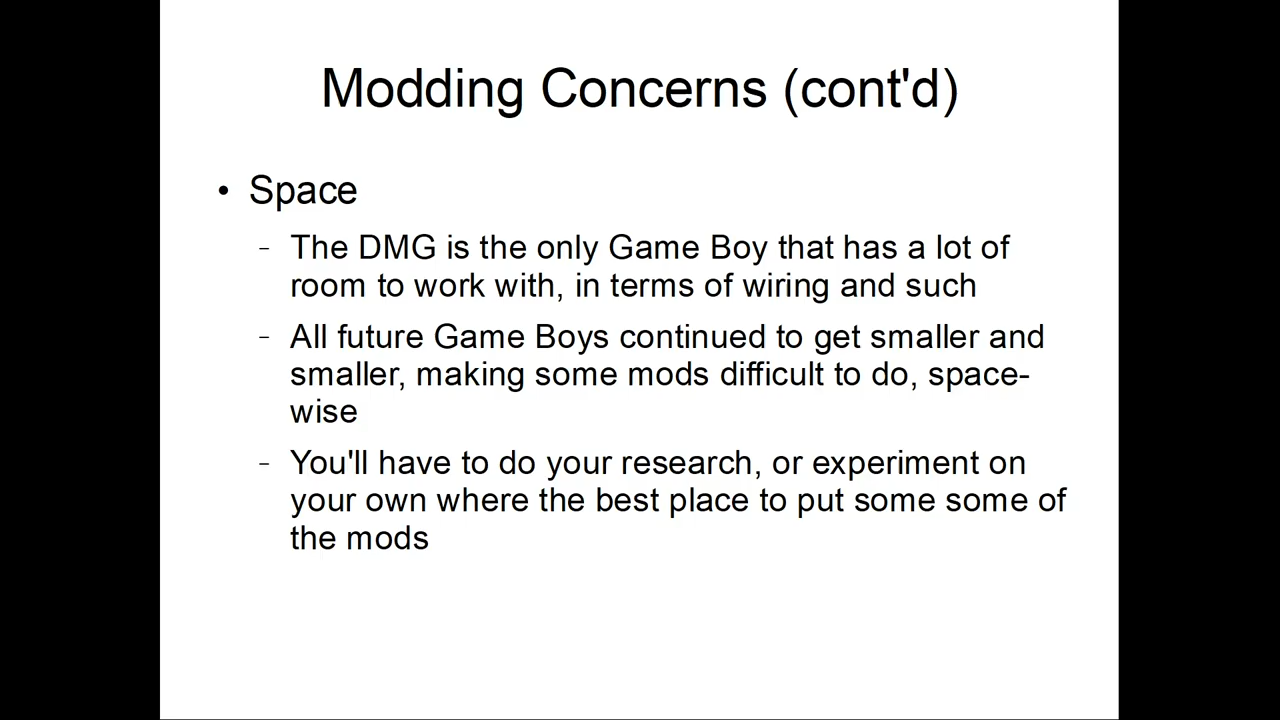 Modding Concerns (cont'd)
• Space
– The DMG is the only Game Boy that has a lot of
room to work with, in terms of wiring and such
– All future Game Boys continued to get smaller and
smaller, making some mods difficult to do, space-
wise
– You'll have to do your research, or experiment on
your own where the best place to put some some of
the mods